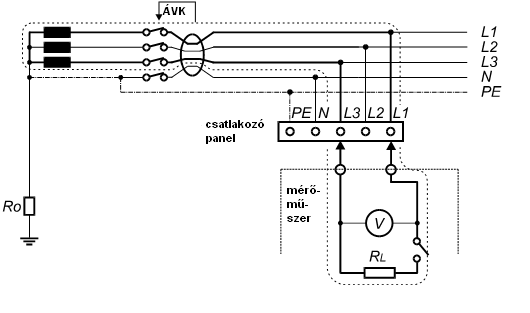 ÁVK
L1
L2
L3
N
PE
PE N L3 L2 L1
csatlakozó
panel
mérő-
mű-
szer
Ro
V
RL